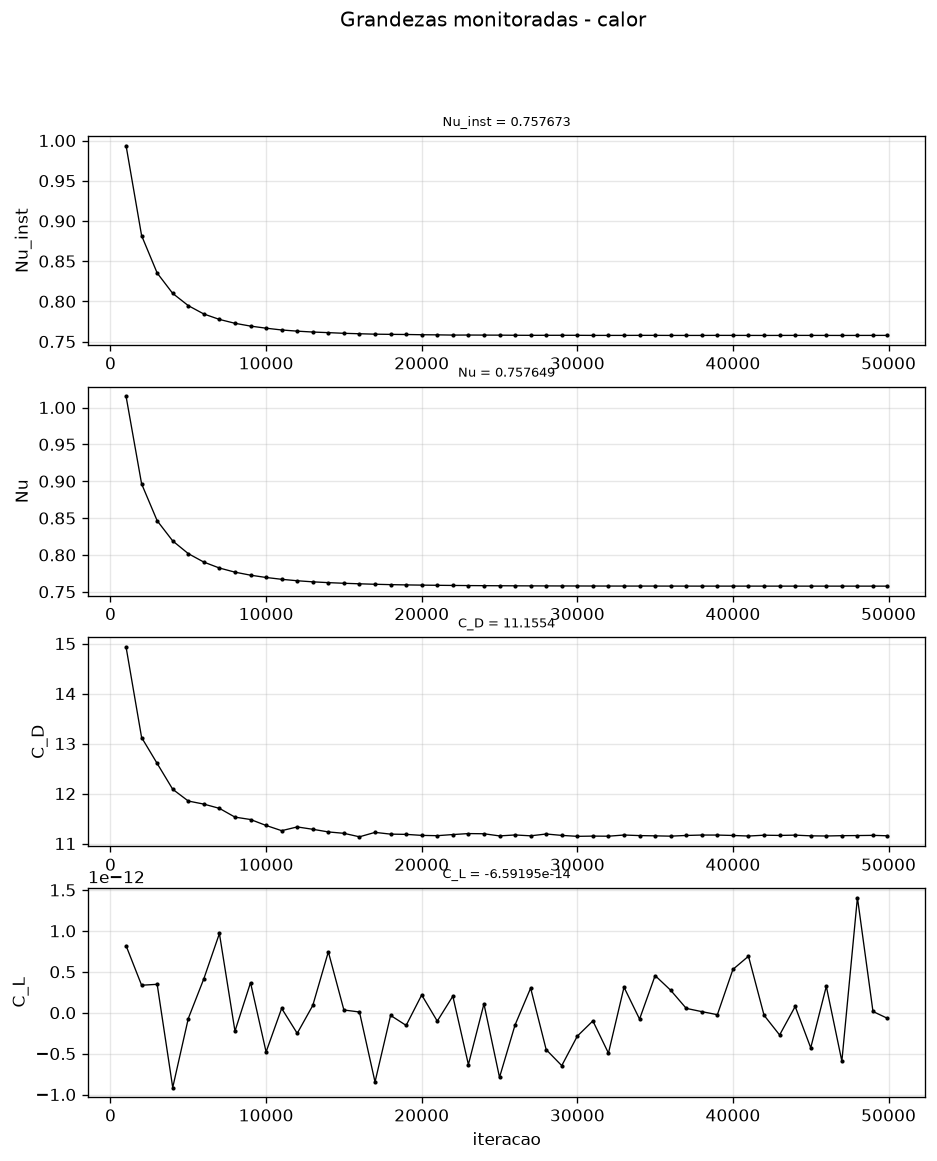 Grandezas monitoradas - calor
Nu_inst = 0.757673
1.00
0.95
0.90
0.85
0.80
0.75
Nu_inst
0 10000 20000 30000 40000 50000
Nu = 0.757649
1.00
0.95
0.90
0.85
0.80
0.75
Nu
0 10000 20000 30000 40000 50000
C_D = 11.1554
15
14
13
12
11
C_D
0 10000 20000 30000 40000 50000
1e−12
C_L = -6.59195e-14
1.5
1.0
0.5
0.0
−0.5
−1.0
C_L
0 10000 20000 30000 40000 50000
iteracao